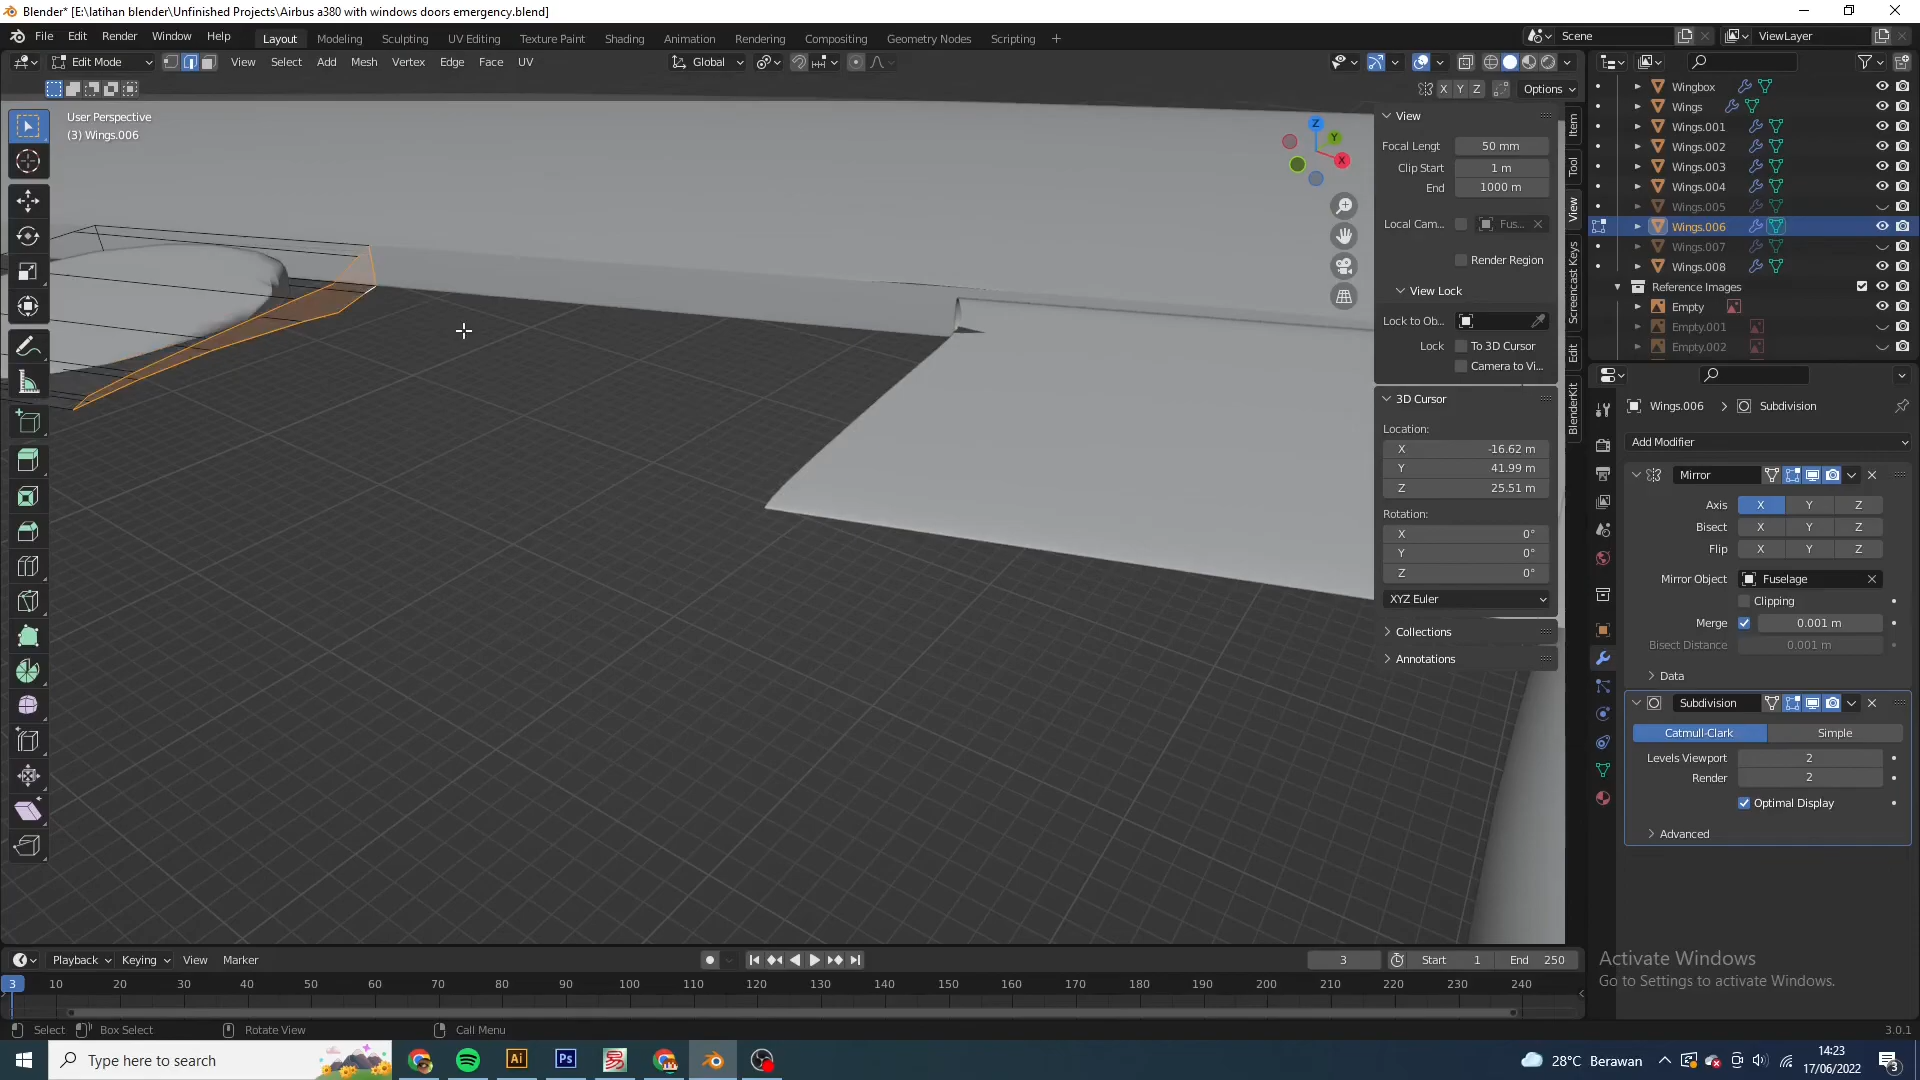 Blender* [E:\latihan blender\Unfinished Projects\Airbus a380 with windows doors emergency.blend]
File Edit Render Window Help
Layout Modeling Sculpting UV Editing Texture Paint Shading Animation Rendering Compositing Geometry Nodes Scripting +
Scene
ViewLayer
Edit Mode
View Select Add Mesh Vertex Edge Face UV
Global
X Y Z
Options
User Perspective
(3) Wings.006
Z
Y
X
View
Focal Lengt 50 mm
Clip Start 1 m
End 1000 m
Local Cam... Fus...
Render Region
View Lock
Lock to Ob...
Lock To 3D Cursor
Camera to Vi...
3D Cursor
Location:
X -16.62 m
Y 41.99 m
Z 25.51 m
Rotation:
X 0°
Y 0°
Z 0°
XYZ Euler
Collections
Annotations
Item
Tool
View
Screencast Keys
Edit
BlenderKit
Wingbox
Wings
Wings.001
Wings.002
Wings.003
Wings.004
Wings.005
Wings.006
Wings.007
Wings.008
Reference Images
Empty
Empty.001
Empty.002
Wings.006 > Subdivision
Add Modifier
Mirror
Axis X Y Z
Bisect X Y Z
Flip X Y Z
Mirror Object Fuselage
Clipping
Merge 0.001 m
Bisect Distance 0.001 m
Data
Subdivision
Catmull-Clark Simple
Levels Viewport 2
Render 2
Optimal Display
Advanced
Activate Windows
Go to Settings to activate Windows.
Playback Keying View Marker
3
Start 1
End 250
3 10 20 30 40 50 60 70 80 90 100 110 120 130 140 150 160 170 180 190 200 210 220 230 240
Select Box Select Rotate View Call Menu
3.0.1
Type here to search
Ai
Ps
28°C Berawan
14:23
17/06/2022
3